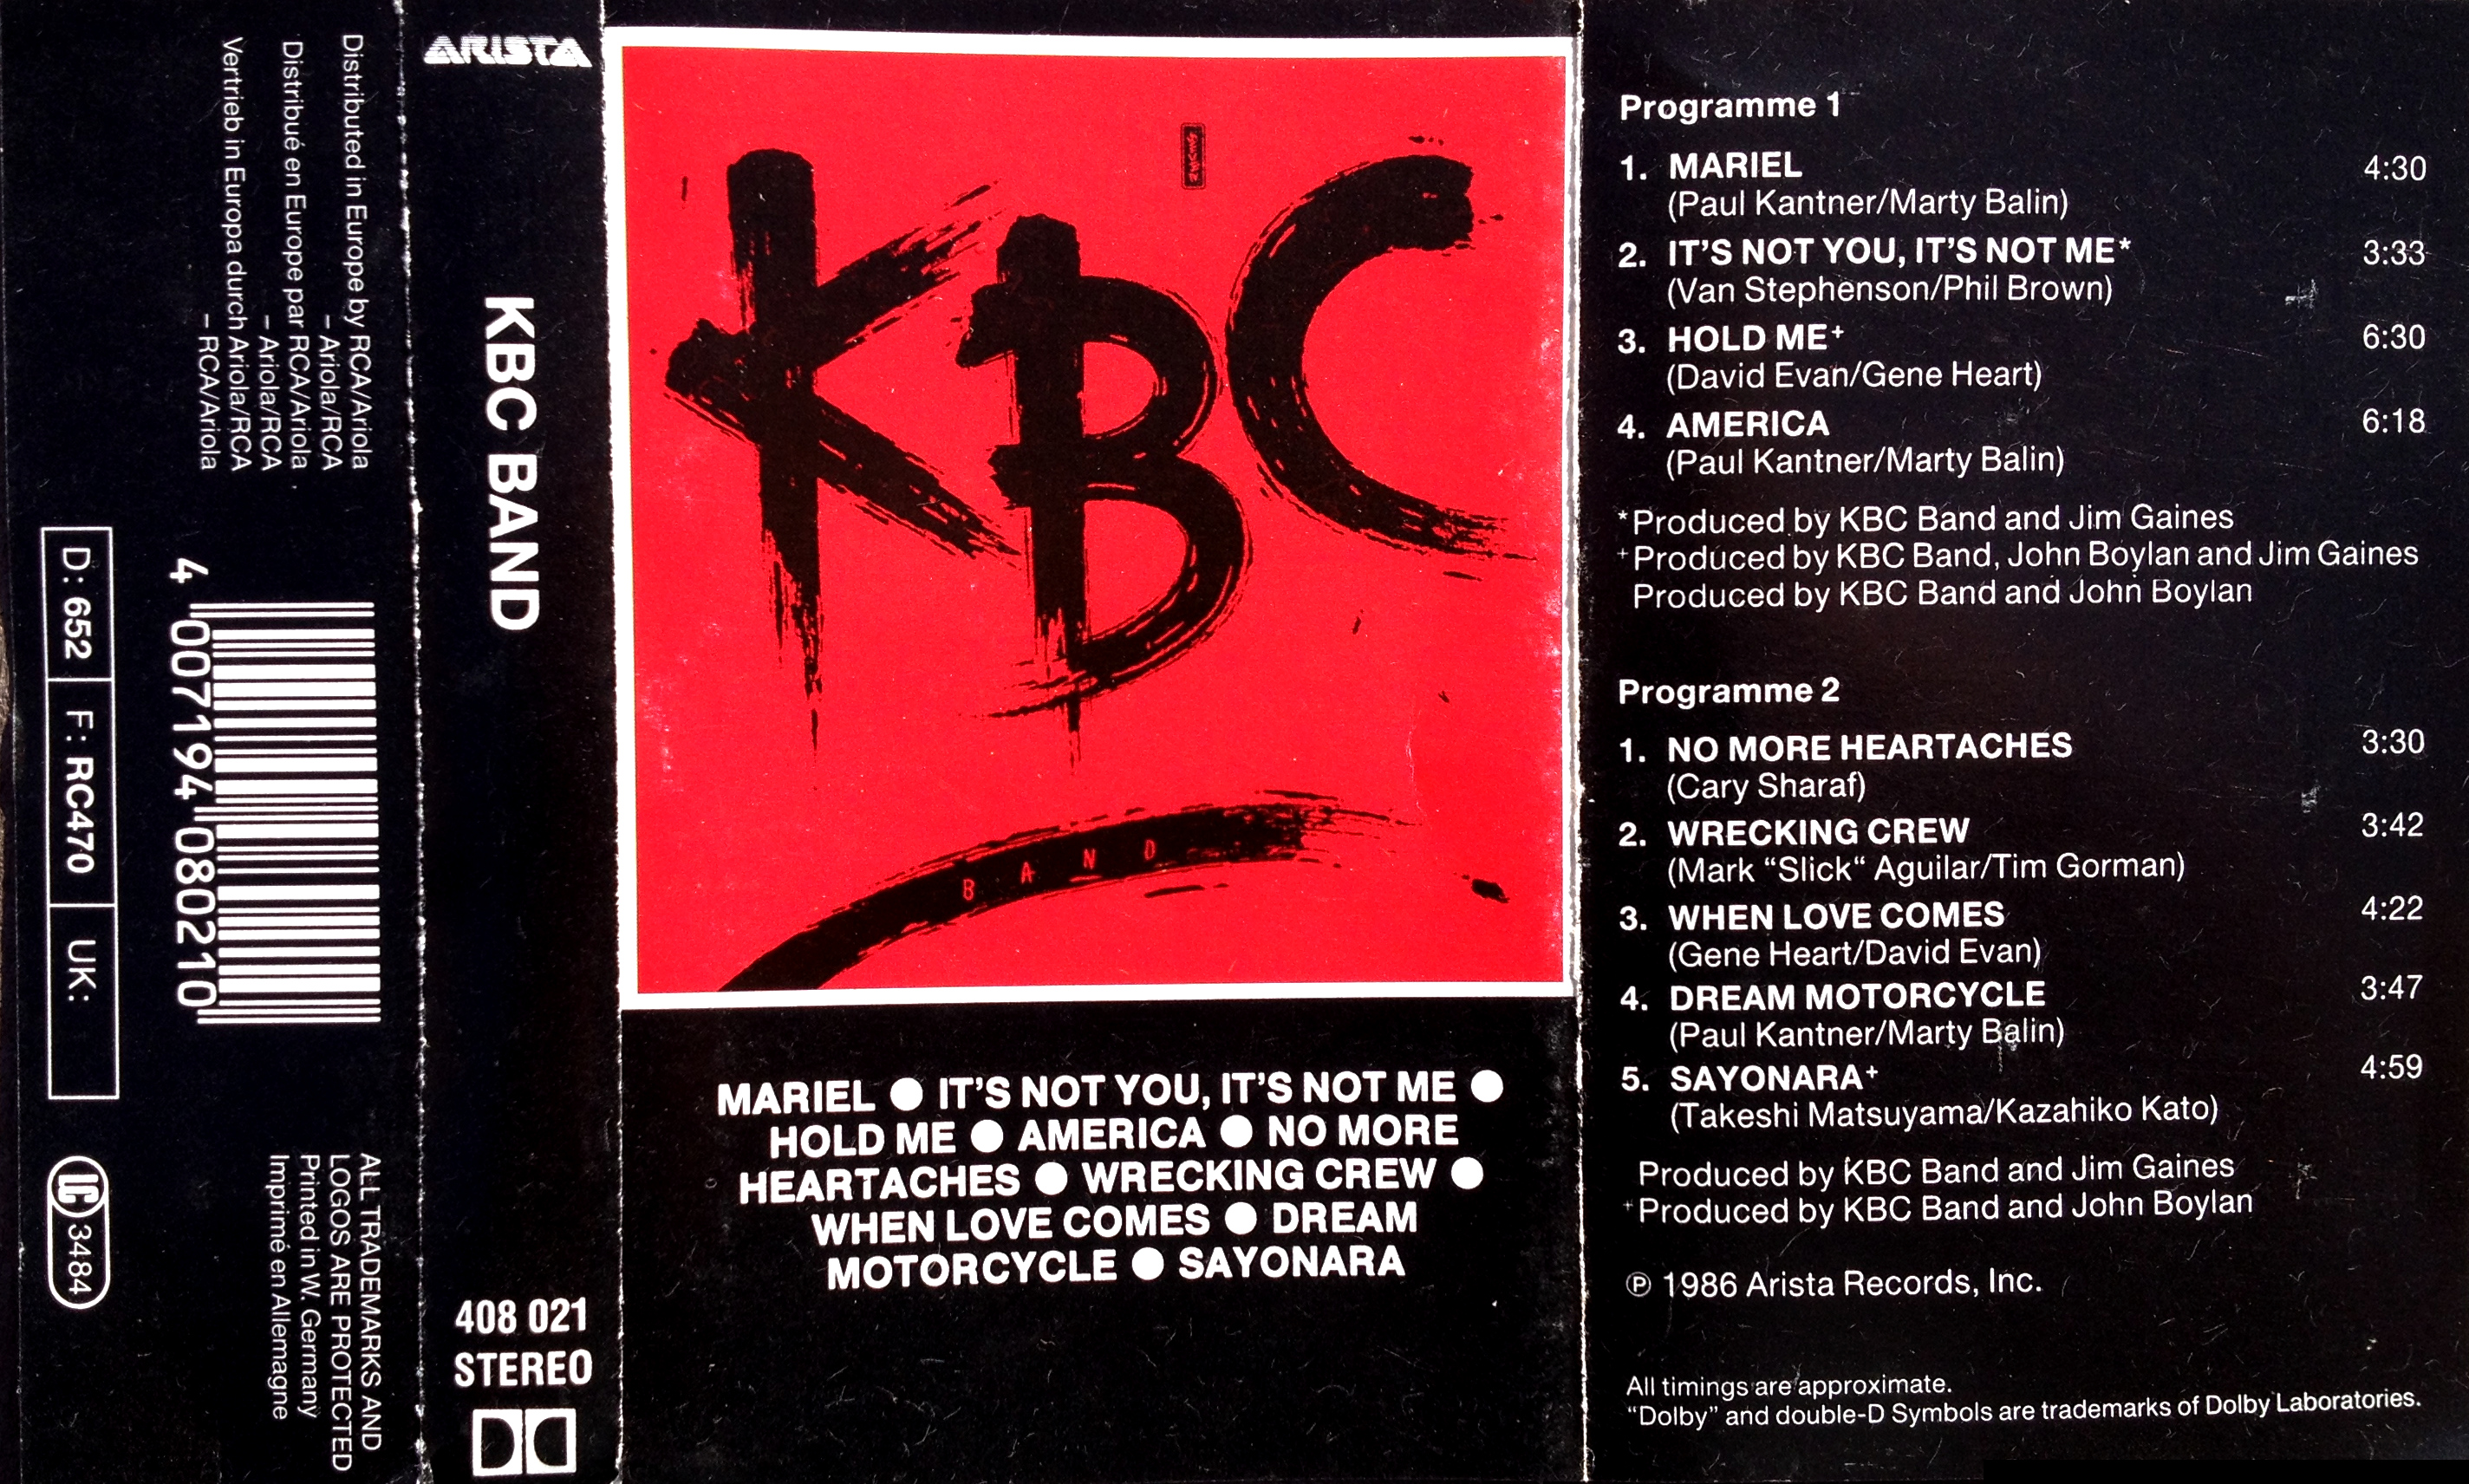 Distributed in Europe by RCA/Ariola
– Ariola/RCA
Distribué en Europe par RCA/Ariola
– Ariola/RCA
Vertrieb in Europa durch Ariola/RCA
– RCA/Ariola
4 007194 080210
D: 652 F: RC470 UK:
ALL TRADEMARKS AND
LOGOS ARE PROTECTED
Printed in W. Germany
Imprimé en Allemagne
LC 3484
ARISTA
KBC BAND
408 021
STEREO
KBC
BAND
MARIEL ● IT'S NOT YOU, IT'S NOT ME ●
HOLD ME ● AMERICA ● NO MORE
HEARTACHES ● WRECKING CREW ●
WHEN LOVE COMES ● DREAM
MOTORCYCLE ● SAYONARA
Programme 1
1. MARIEL 4:30
(Paul Kantner/Marty Balin)
2. IT'S NOT YOU, IT'S NOT ME* 3:33
(Van Stephenson/Phil Brown)
3. HOLD ME+ 6:30
(David Evan/Gene Heart)
4. AMERICA 6:18
(Paul Kantner/Marty Balin)
*Produced by KBC Band and Jim Gaines
+Produced by KBC Band, John Boylan and Jim Gaines
Produced by KBC Band and John Boylan
Programme 2
1. NO MORE HEARTACHES 3:30
(Cary Sharaf)
2. WRECKING CREW 3:42
(Mark “Slick“ Aguilar/Tim Gorman)
3. WHEN LOVE COMES 4:22
(Gene Heart/David Evan)
4. DREAM MOTORCYCLE 3:47
(Paul Kantner/Marty Balin)
5. SAYONARA+ 4:59
(Takeshi Matsuyama/Kazahiko Kato)
Produced by KBC Band and Jim Gaines
+Produced by KBC Band and John Boylan
℗ 1986 Arista Records, Inc.
All timings are approximate.
“Dolby” and double-D Symbols are trademarks of Dolby Laboratories.